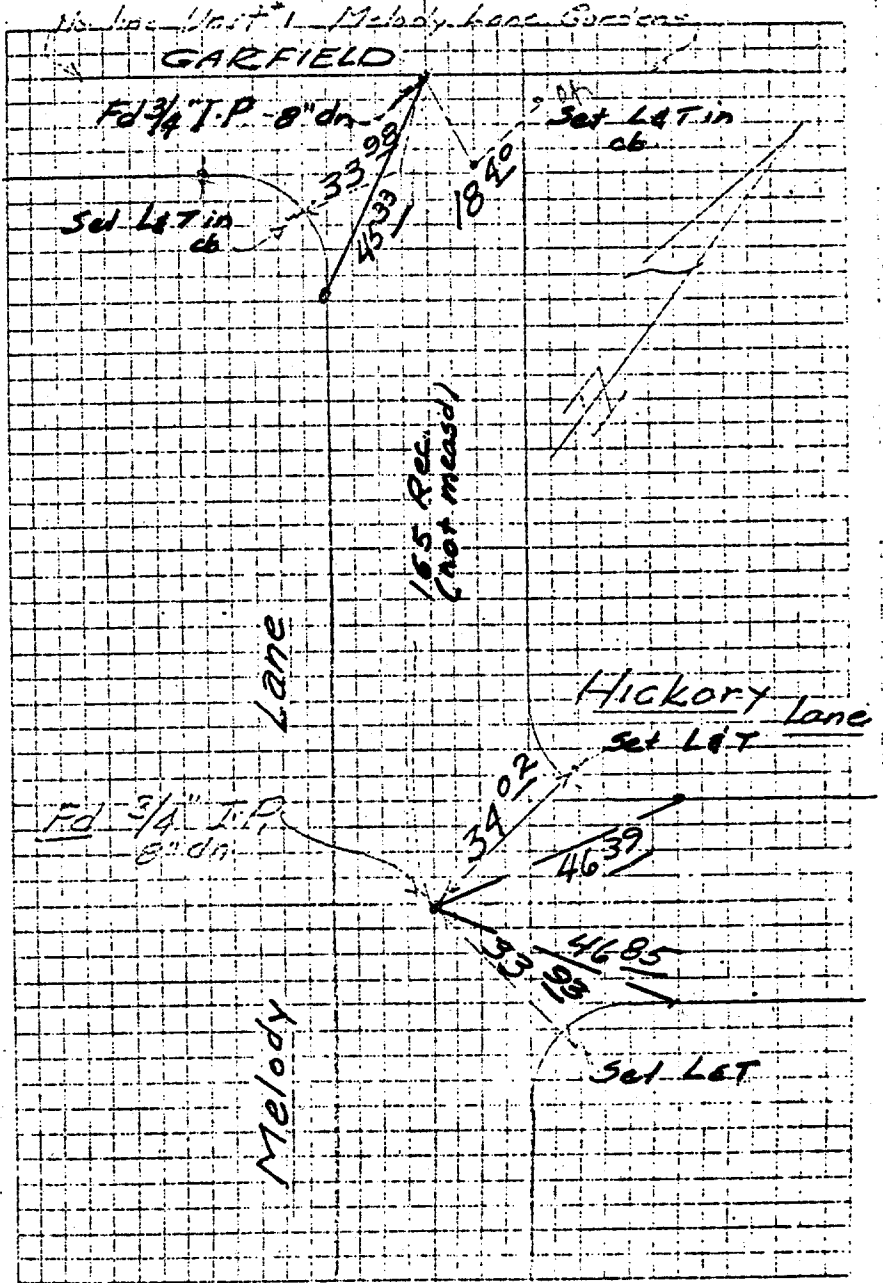 No. Line Unit #1 Melody Lane Gardens
GARFIELD
Fd 3/4" I.P. - 8" dn
Set L&T in
cb
33 98
45 33
18 40
Set L&T in
cb
165 Rec.
(not measd)
Lane
Hickory Lane
Set L&T
34 02
46 39
Fd 3/4" I.P.
8" dn
46 85
33 93
Set L&T
Melody